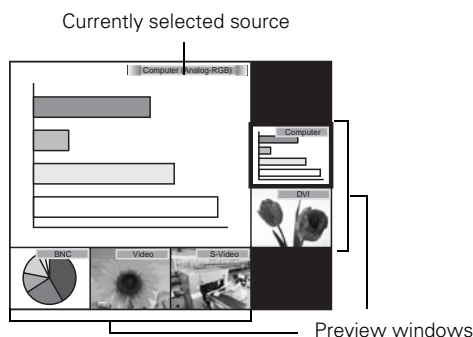 Currently selected source
Computer (Analog-RGB)
Computer
DVI
BNC
Video
S-Video
Preview windows